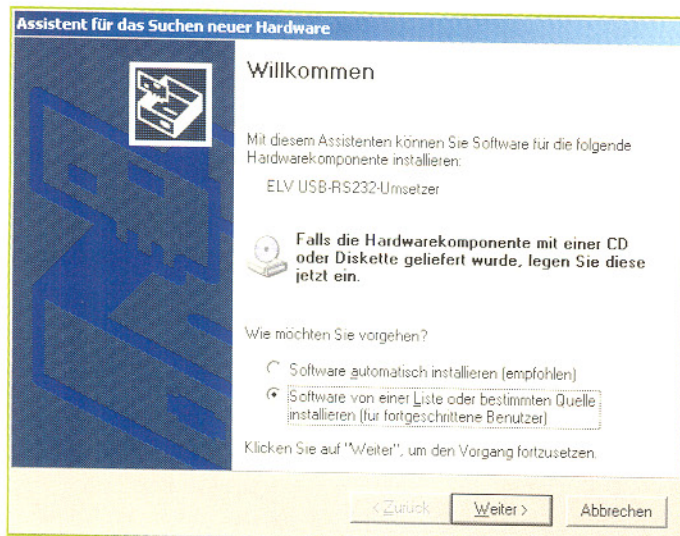 Assistent für das Suchen neuer Hardware
Willkommen
Mit diesem Assistenten können Sie Software für die folgende
Hardwarekomponente installieren:
ELV USB-RS232-Umsetzer
Falls die Hardwarekomponente mit einer CD
oder Diskette geliefert wurde, legen Sie diese
jetzt ein.
Wie möchten Sie vorgehen?
Software automatisch installieren (empfohlen)
Software von einer Liste oder bestimmten Quelle
installieren (für fortgeschrittene Benutzer)
Klicken Sie auf "Weiter", um den Vorgang fortzusetzen.
< Zurück
Weiter >
Abbrechen